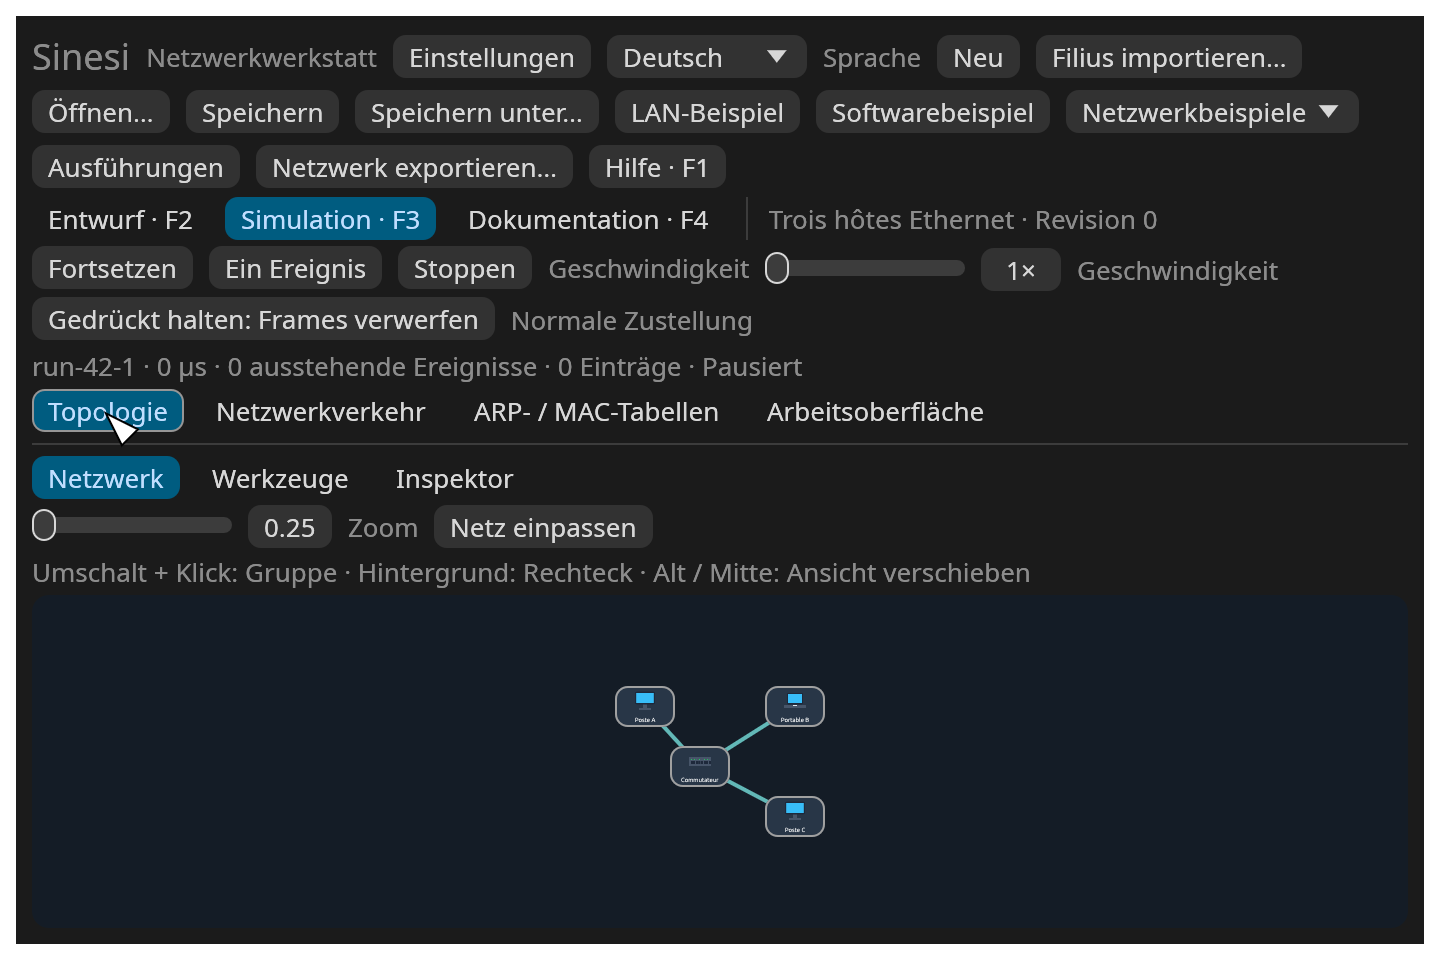 Sinesi Netzwerkwerkstatt Einstellungen Deutsch Sprache Neu Filius importieren...
Öffnen... Speichern Speichern unter... LAN-Beispiel Softwarebeispiel Netzwerkbeispiele
Ausführungen Netzwerk exportieren... Hilfe · F1
Entwurf · F2 Simulation · F3 Dokumentation · F4 Trois hôtes Ethernet · Revision 0
Fortsetzen Ein Ereignis Stoppen Geschwindigkeit 1× Geschwindigkeit
Gedrückt halten: Frames verwerfen Normale Zustellung
run-42-1 · 0 µs · 0 ausstehende Ereignisse · 0 Einträge · Pausiert
Topologie Netzwerkverkehr ARP- / MAC-Tabellen Arbeitsoberfläche
Netzwerk Werkzeuge Inspektor
0.25 Zoom Netz einpassen
Umschalt + Klick: Gruppe · Hintergrund: Rechteck · Alt / Mitte: Ansicht verschieben
Poste A Portable B
Commutateur
Poste C